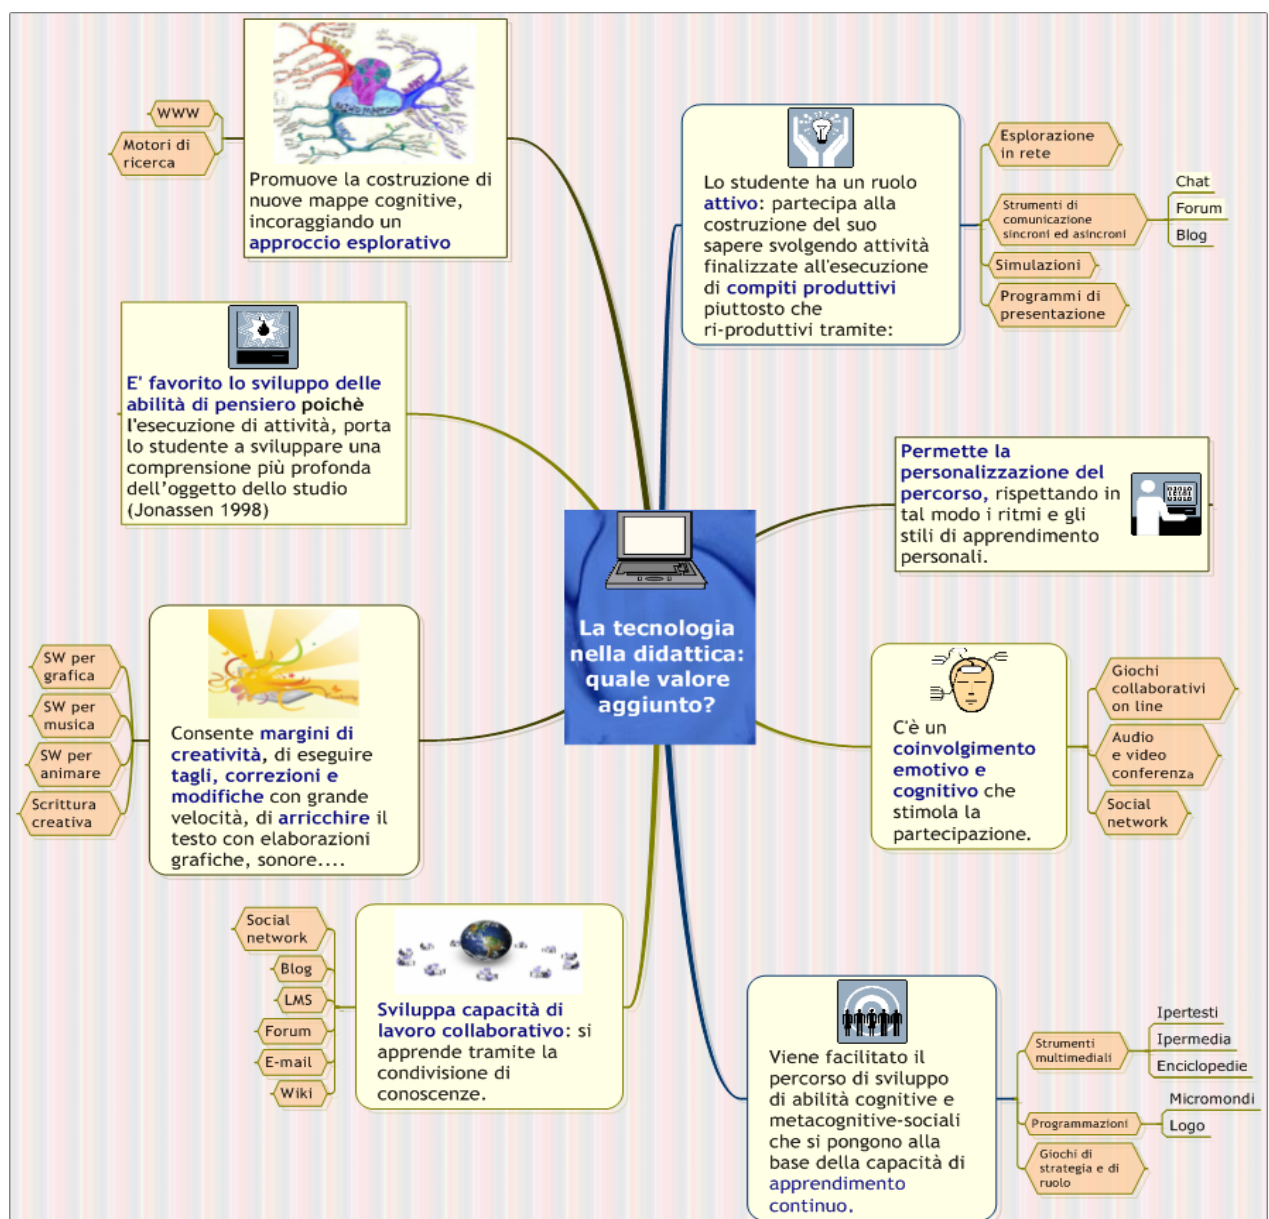 La tecnologia
nella didattica:
quale valore
aggiunto?
Lo studente ha un ruolo
attivo: partecipa alla
costruzione del suo
sapere svolgendo attività
finalizzate all'esecuzione
di compiti produttivi
piuttosto che
ri-produttivi tramite:
Esplorazione
in rete
Strumenti di
comunicazione
sincroni ed asincroni
Chat
Forum
Blog
Simulazioni
Programmi di
presentazione
Permette la
personalizzazione del
percorso, rispettando in
tal modo i ritmi e gli
stili di apprendimento
personali.
C'è un
coinvolgimento
emotivo e
cognitivo che
stimola la
partecipazione.
Giochi
collaborativi
on line
Audio
e video
conferenza
Social
network
Viene facilitato il
percorso di sviluppo
di abilità cognitive e
metacognitive-sociali
che si pongono alla
base della capacità di
apprendimento
continuo.
Strumenti
multimediali
Ipertesti
Ipermedia
Enciclopedie
Programmazioni
Micromondi
Logo
Giochi di
strategia e di
ruolo
Sviluppa capacità di
lavoro collaborativo: si
apprende tramite la
condivisione di
conoscenze.
Social
network
Blog
LMS
Forum
E-mail
Wiki
Consente margini di
creatività, di eseguire
tagli, correzioni e
modifiche con grande
velocità, di arricchire il
testo con elaborazioni
grafiche, sonore....
SW per
grafica
SW per
musica
SW per
animare
Scrittura
creativa
E' favorito lo sviluppo delle
abilità di pensiero poichè
l'esecuzione di attività, porta
lo studente a sviluppare una
comprensione più profonda
dell'oggetto dello studio
(Jonassen 1998)
Promuove la costruzione di
nuove mappe cognitive,
incoraggiando un
approccio esplorativo
WWW
Motori di
ricerca